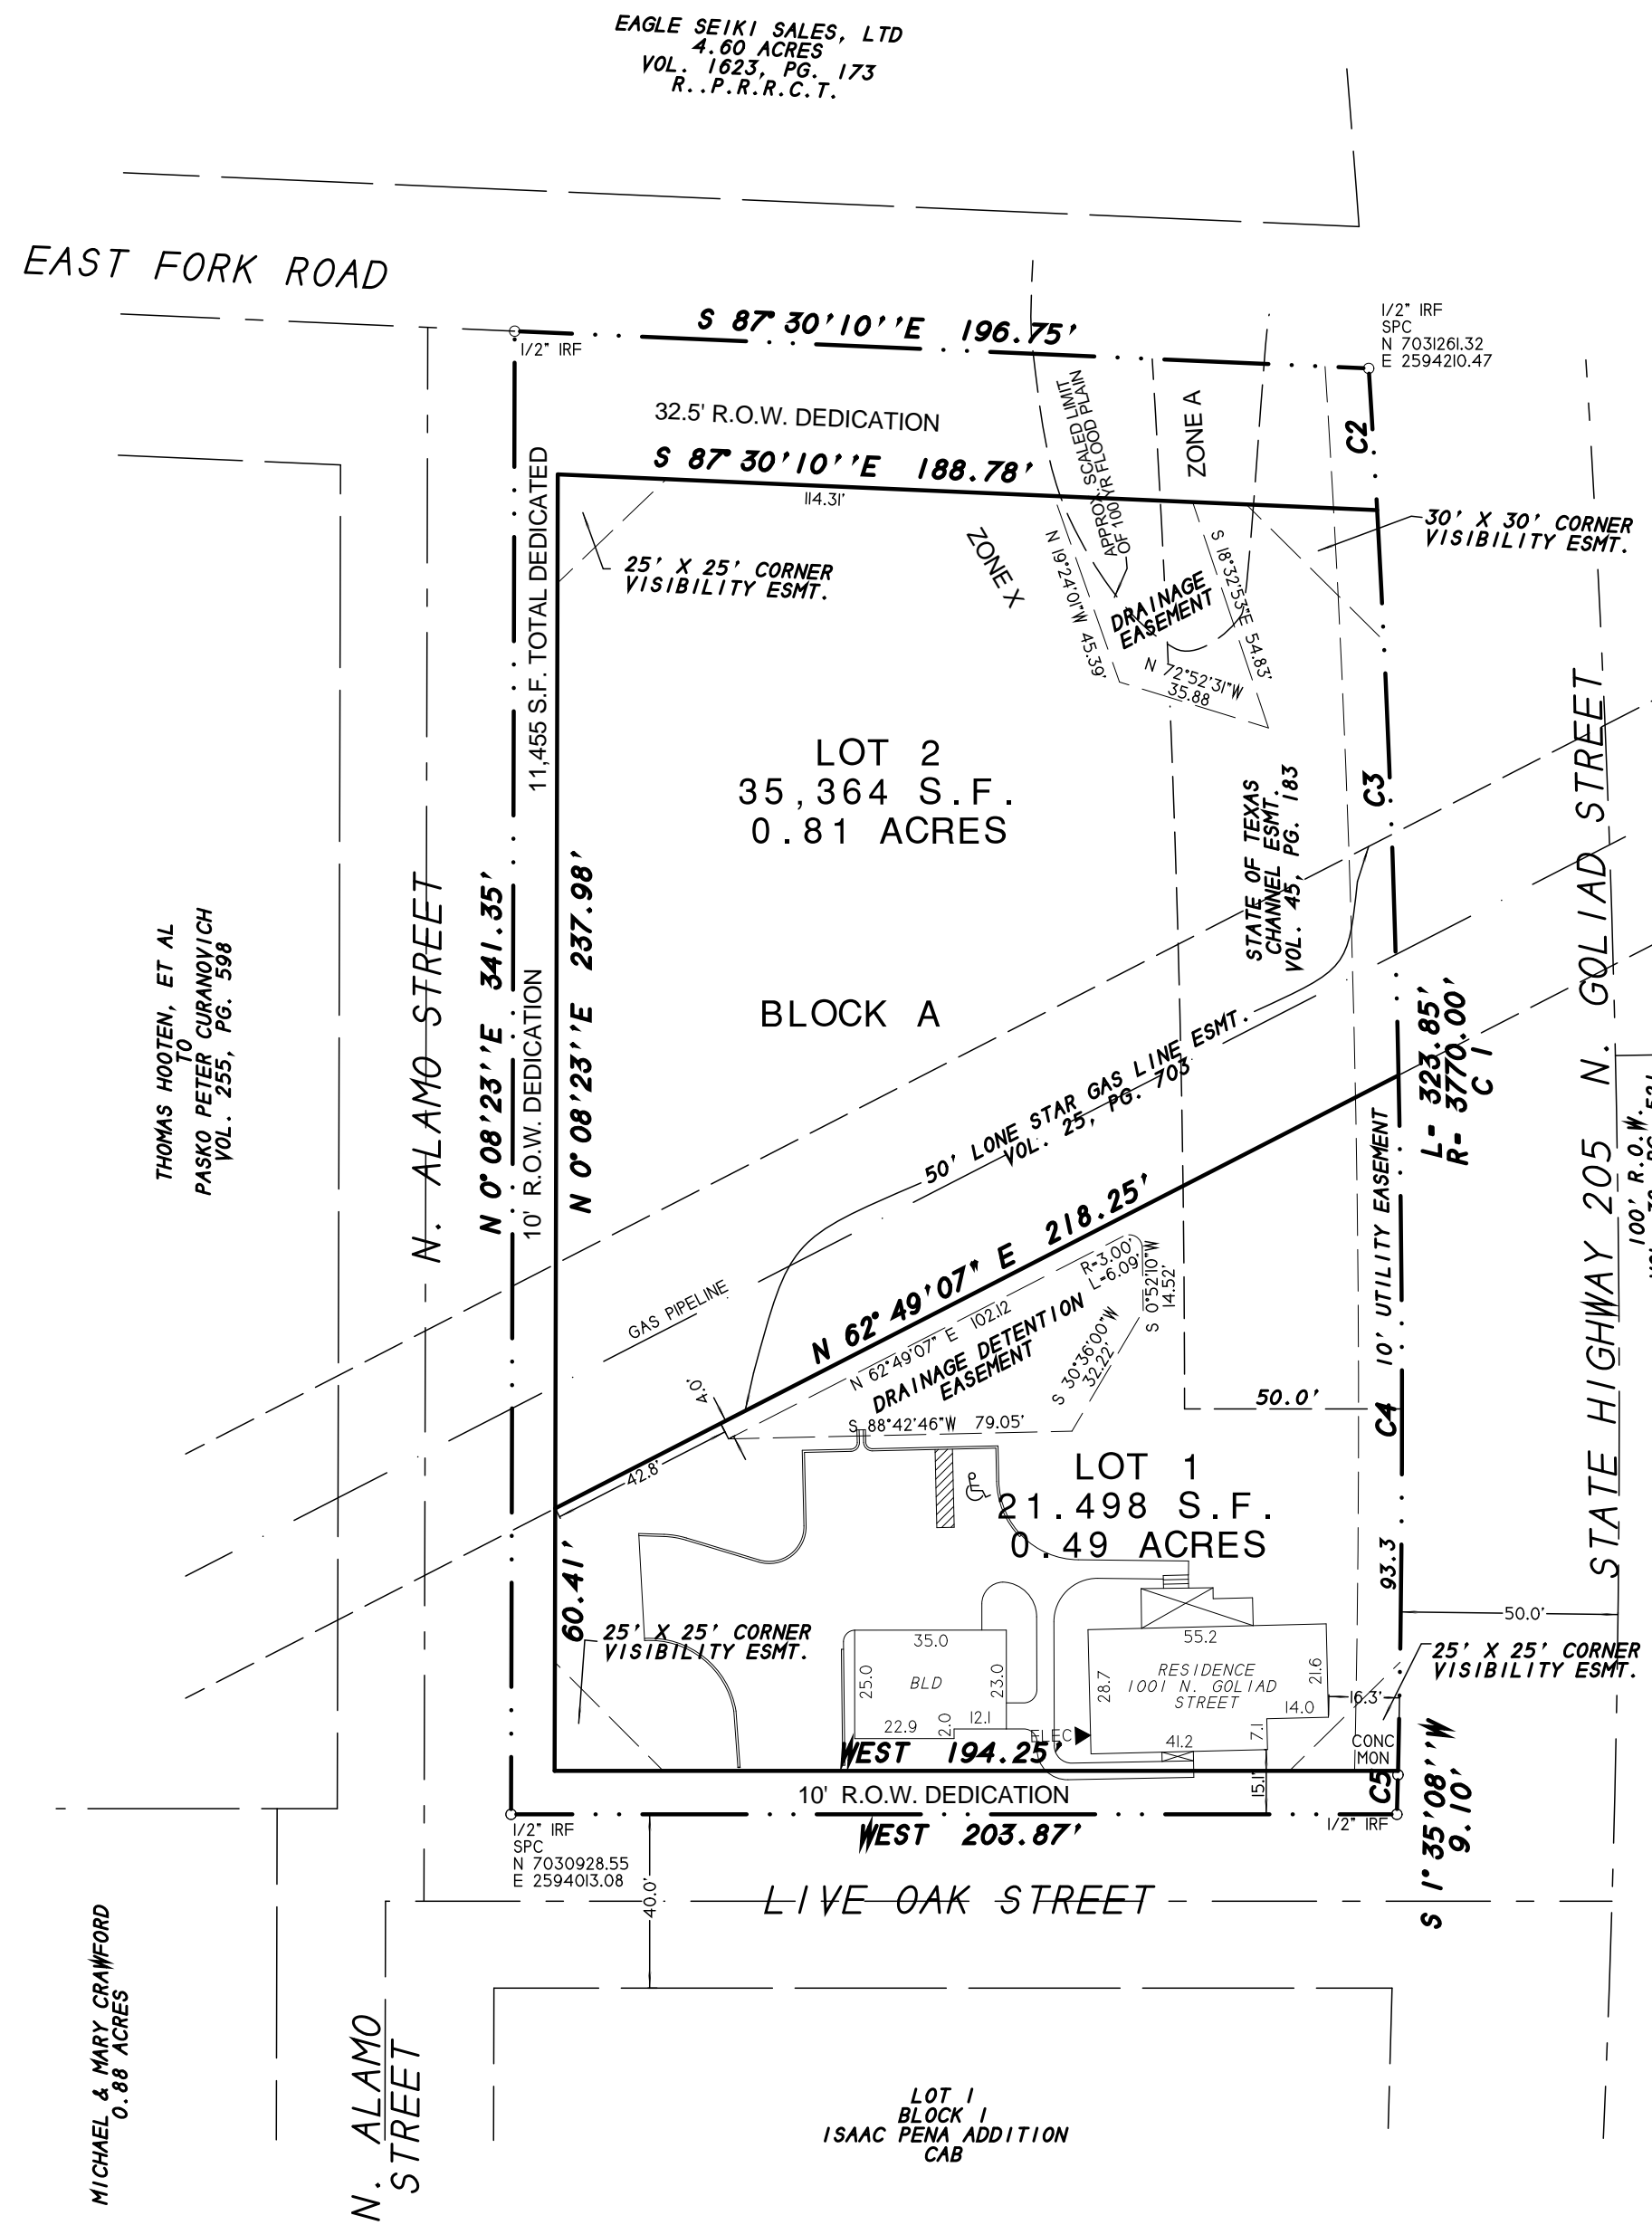 EAGLE SEIKI SALES, LTD
4.60 ACRES
VOL. 1623, PG. 173
R..P.R.R.C.T.
EAST FORK ROAD
S 87°30'10''E 196.75'
1/2" IRF
1/2" IRF
SPC
N 7031261.32
E 2594210.47
32.5' R.O.W. DEDICATION
S 87°30'10''E 188.78'
114.31'
C2
ZONE A
APPROX SCALED LIMIT
OF 100 YR FLOOD PLAIN
30' X 30' CORNER
VISIBILITY ESMT.
25' X 25' CORNER
VISIBILITY ESMT.
ZONE X
N 19°24'01"W 45.39'
DRAINAGE
EASEMENT
S 18°32'53"E 54.83'
N 72°52'31"W
35.88
11,455 S.F. TOTAL DEDICATED
LOT 2
35,364 S.F.
0.81 ACRES
STATE OF TEXAS
CHANNEL ESMT.
VOL. 45, PG. 183
C3
THOMAS HOOTEN, ET AL
TO
PASKO PETER CURANOVICH
VOL. 255, PG. 598
N. ALAMO STREET
N 0°08'23''E 341.35'
10' R.O.W. DEDICATION
N 0°08'23''E 237.98'
BLOCK A
50' LONE STAR GAS LINE ESMT.
VOL. 25, PG. 703
L- 323.85'
R- 3770.00'
C 1
STATE HIGHWAY 205 N. GOLIAD STREET
100' R.O.W.
GAS PIPELINE
N 62°49'07" E 218.25'
N 62°49'07" E 102.12
R=3.00'
L=6.09'
S 0°52'10"W
14.52'
DRAINAGE DETENTION
EASEMENT
S 30°36'00"W
32.22'
S 88°42'46"W 79.05'
4.0'
42.8'
10' UTILITY EASEMENT
50.0'
C4
LOT 1
21.498 S.F.
0.49 ACRES
93.3
50.0'
60.41'
25' X 25' CORNER
VISIBILITY ESMT.
35.0
25.0
BLD
23.0
22.9
2.0
12.1
ELEC
55.2
28.7
RESIDENCE
1001 N. GOLIAD
STREET
21.6
14.0
7.1
41.2
16.3'
25' X 25' CORNER
VISIBILITY ESMT.
CONC
MON
WEST 194.25'
15.1'
C5
10' R.O.W. DEDICATION
S 1°35'08''W
9.10'
WEST 203.87'
1/2" IRF
1/2" IRF
SPC
N 7030928.55
E 2594013.08
40.0'
LIVE OAK STREET
MICHAEL & MARY CRAWFORD
0.88 ACRES
N. ALAMO
STREET
LOT 1
BLOCK 1
ISAAC PENA ADDITION
CAB